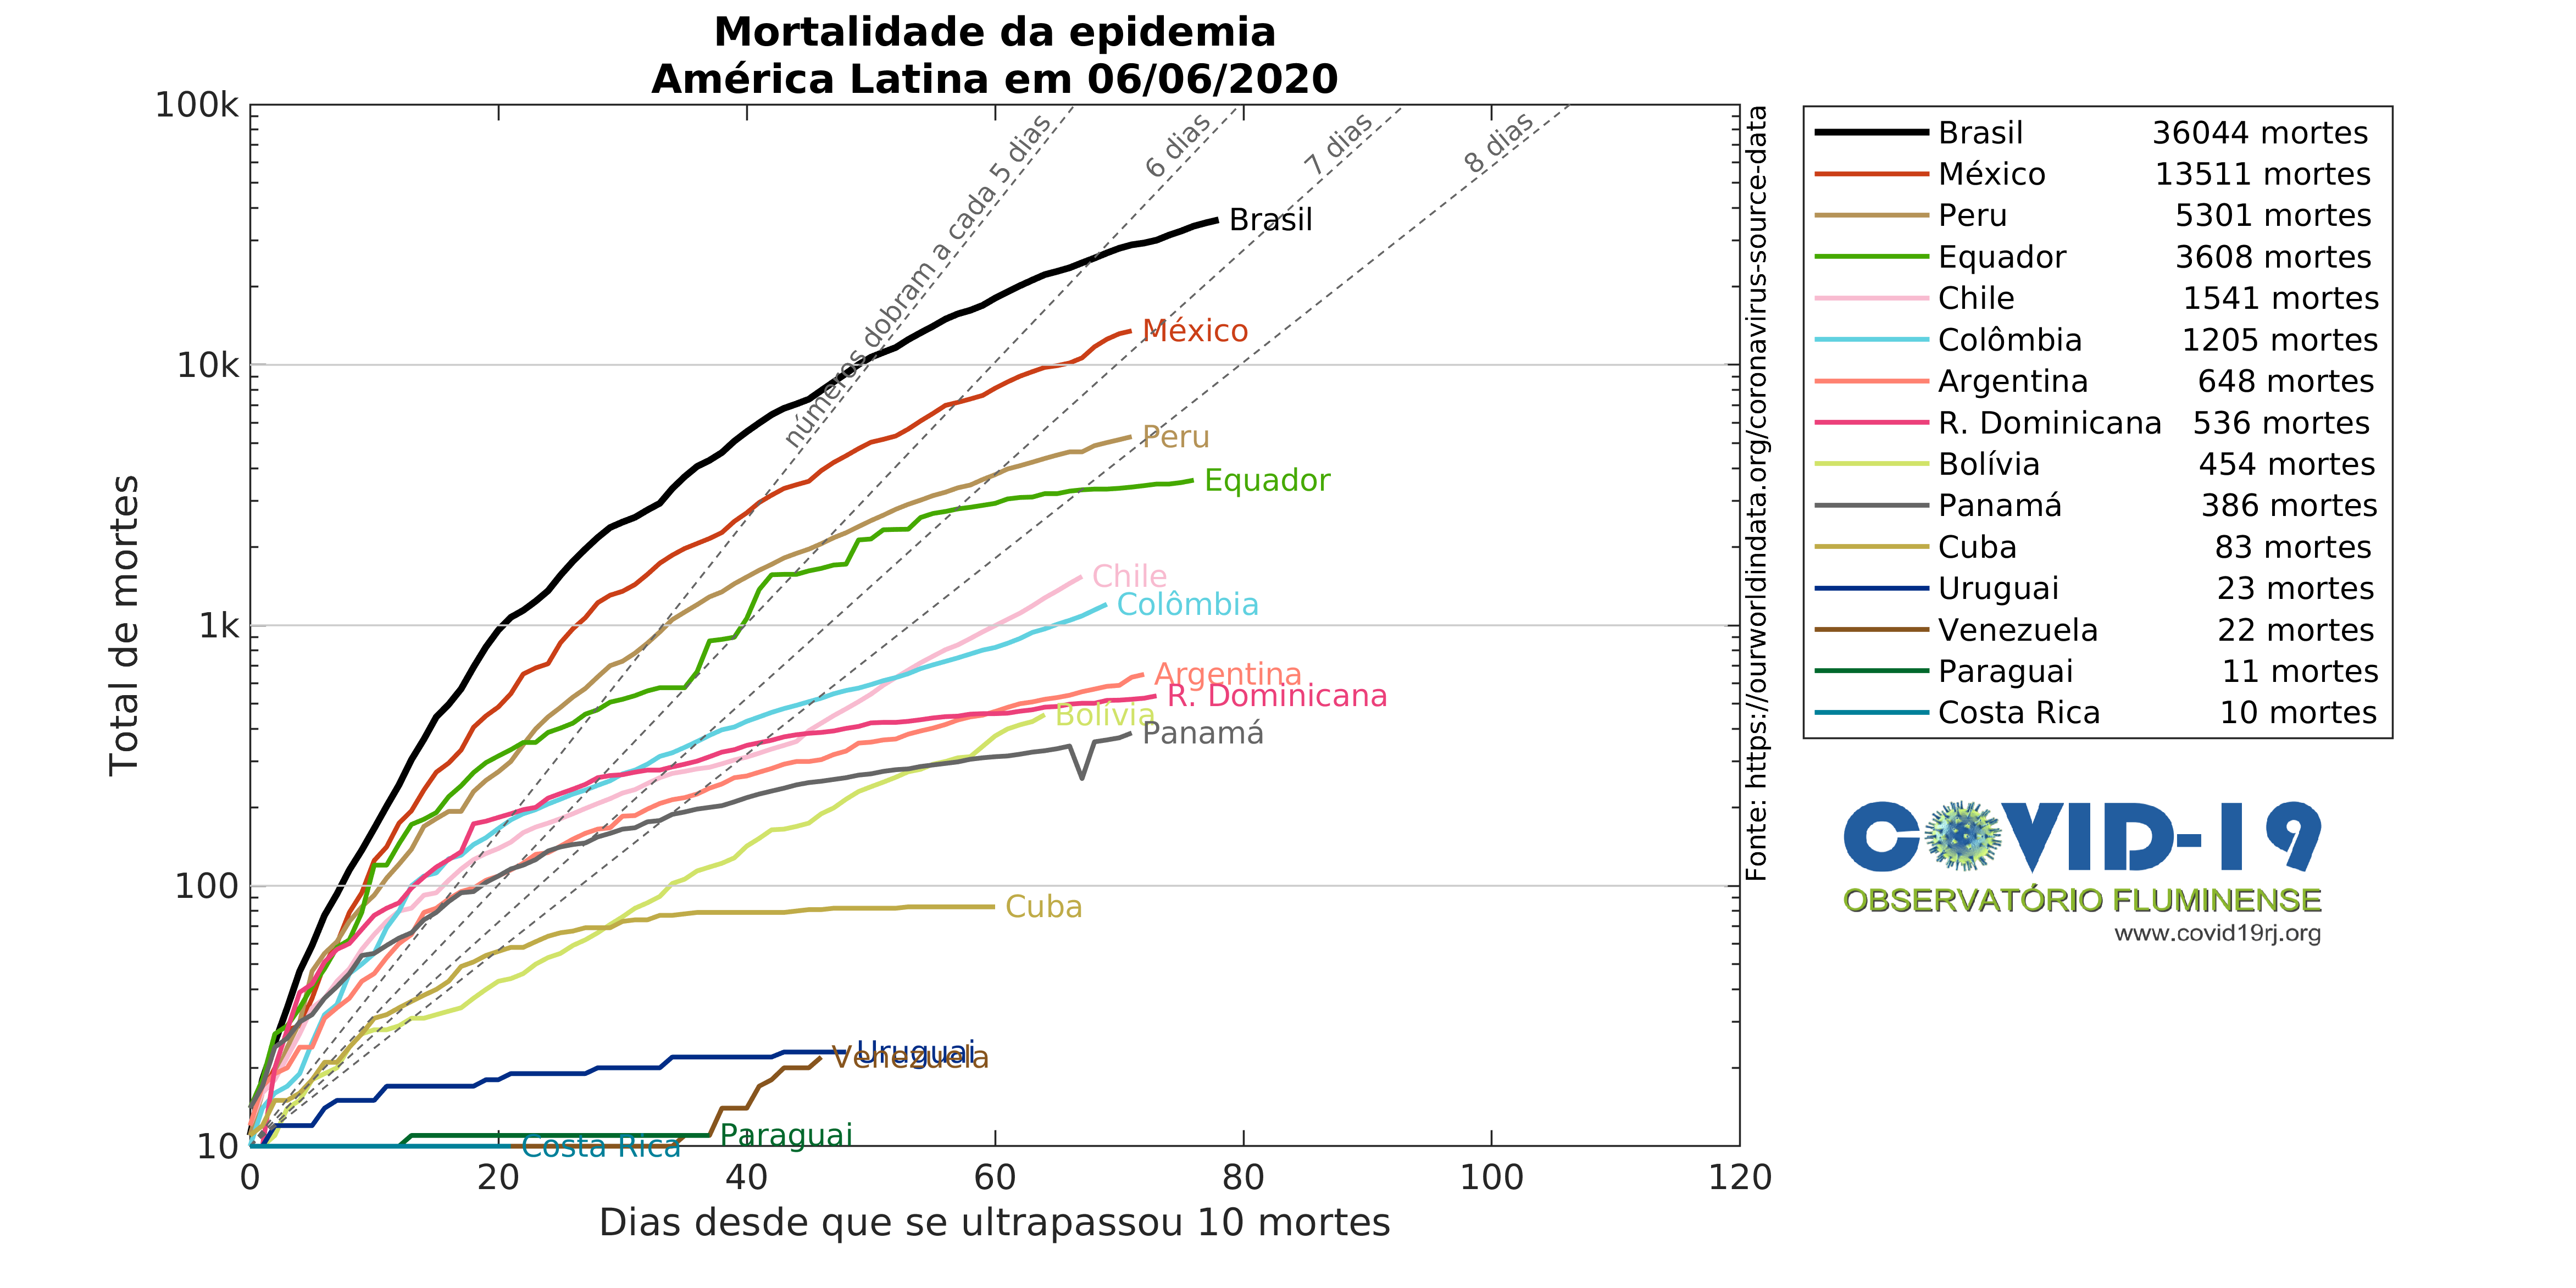 Mortalidade da epidemia
América Latina em 06/06/2020
100k
10k
1k
100
10
Total de mortes
0 20 40 60 80 100 120
Dias desde que se ultrapassou 10 mortes
números dobram a cada 5 dias
6 dias
7 dias
8 dias
Brasil
México
Peru
Equador
Chile
Colômbia
Argentina
R. Dominicana
Bolívia
Panamá
Cuba
Uruguai
Venezuela
Paraguai
Costa Rica
Fonte: https://ourworldindata.org/coronavirus-source-data
Brasil 36044 mortes
México 13511 mortes
Peru 5301 mortes
Equador 3608 mortes
Chile 1541 mortes
Colômbia 1205 mortes
Argentina 648 mortes
R. Dominicana 536 mortes
Bolívia 454 mortes
Panamá 386 mortes
Cuba 83 mortes
Uruguai 23 mortes
Venezuela 22 mortes
Paraguai 11 mortes
Costa Rica 10 mortes
COVID-19
OBSERVATÓRIO FLUMINENSE
www.covid19rj.org